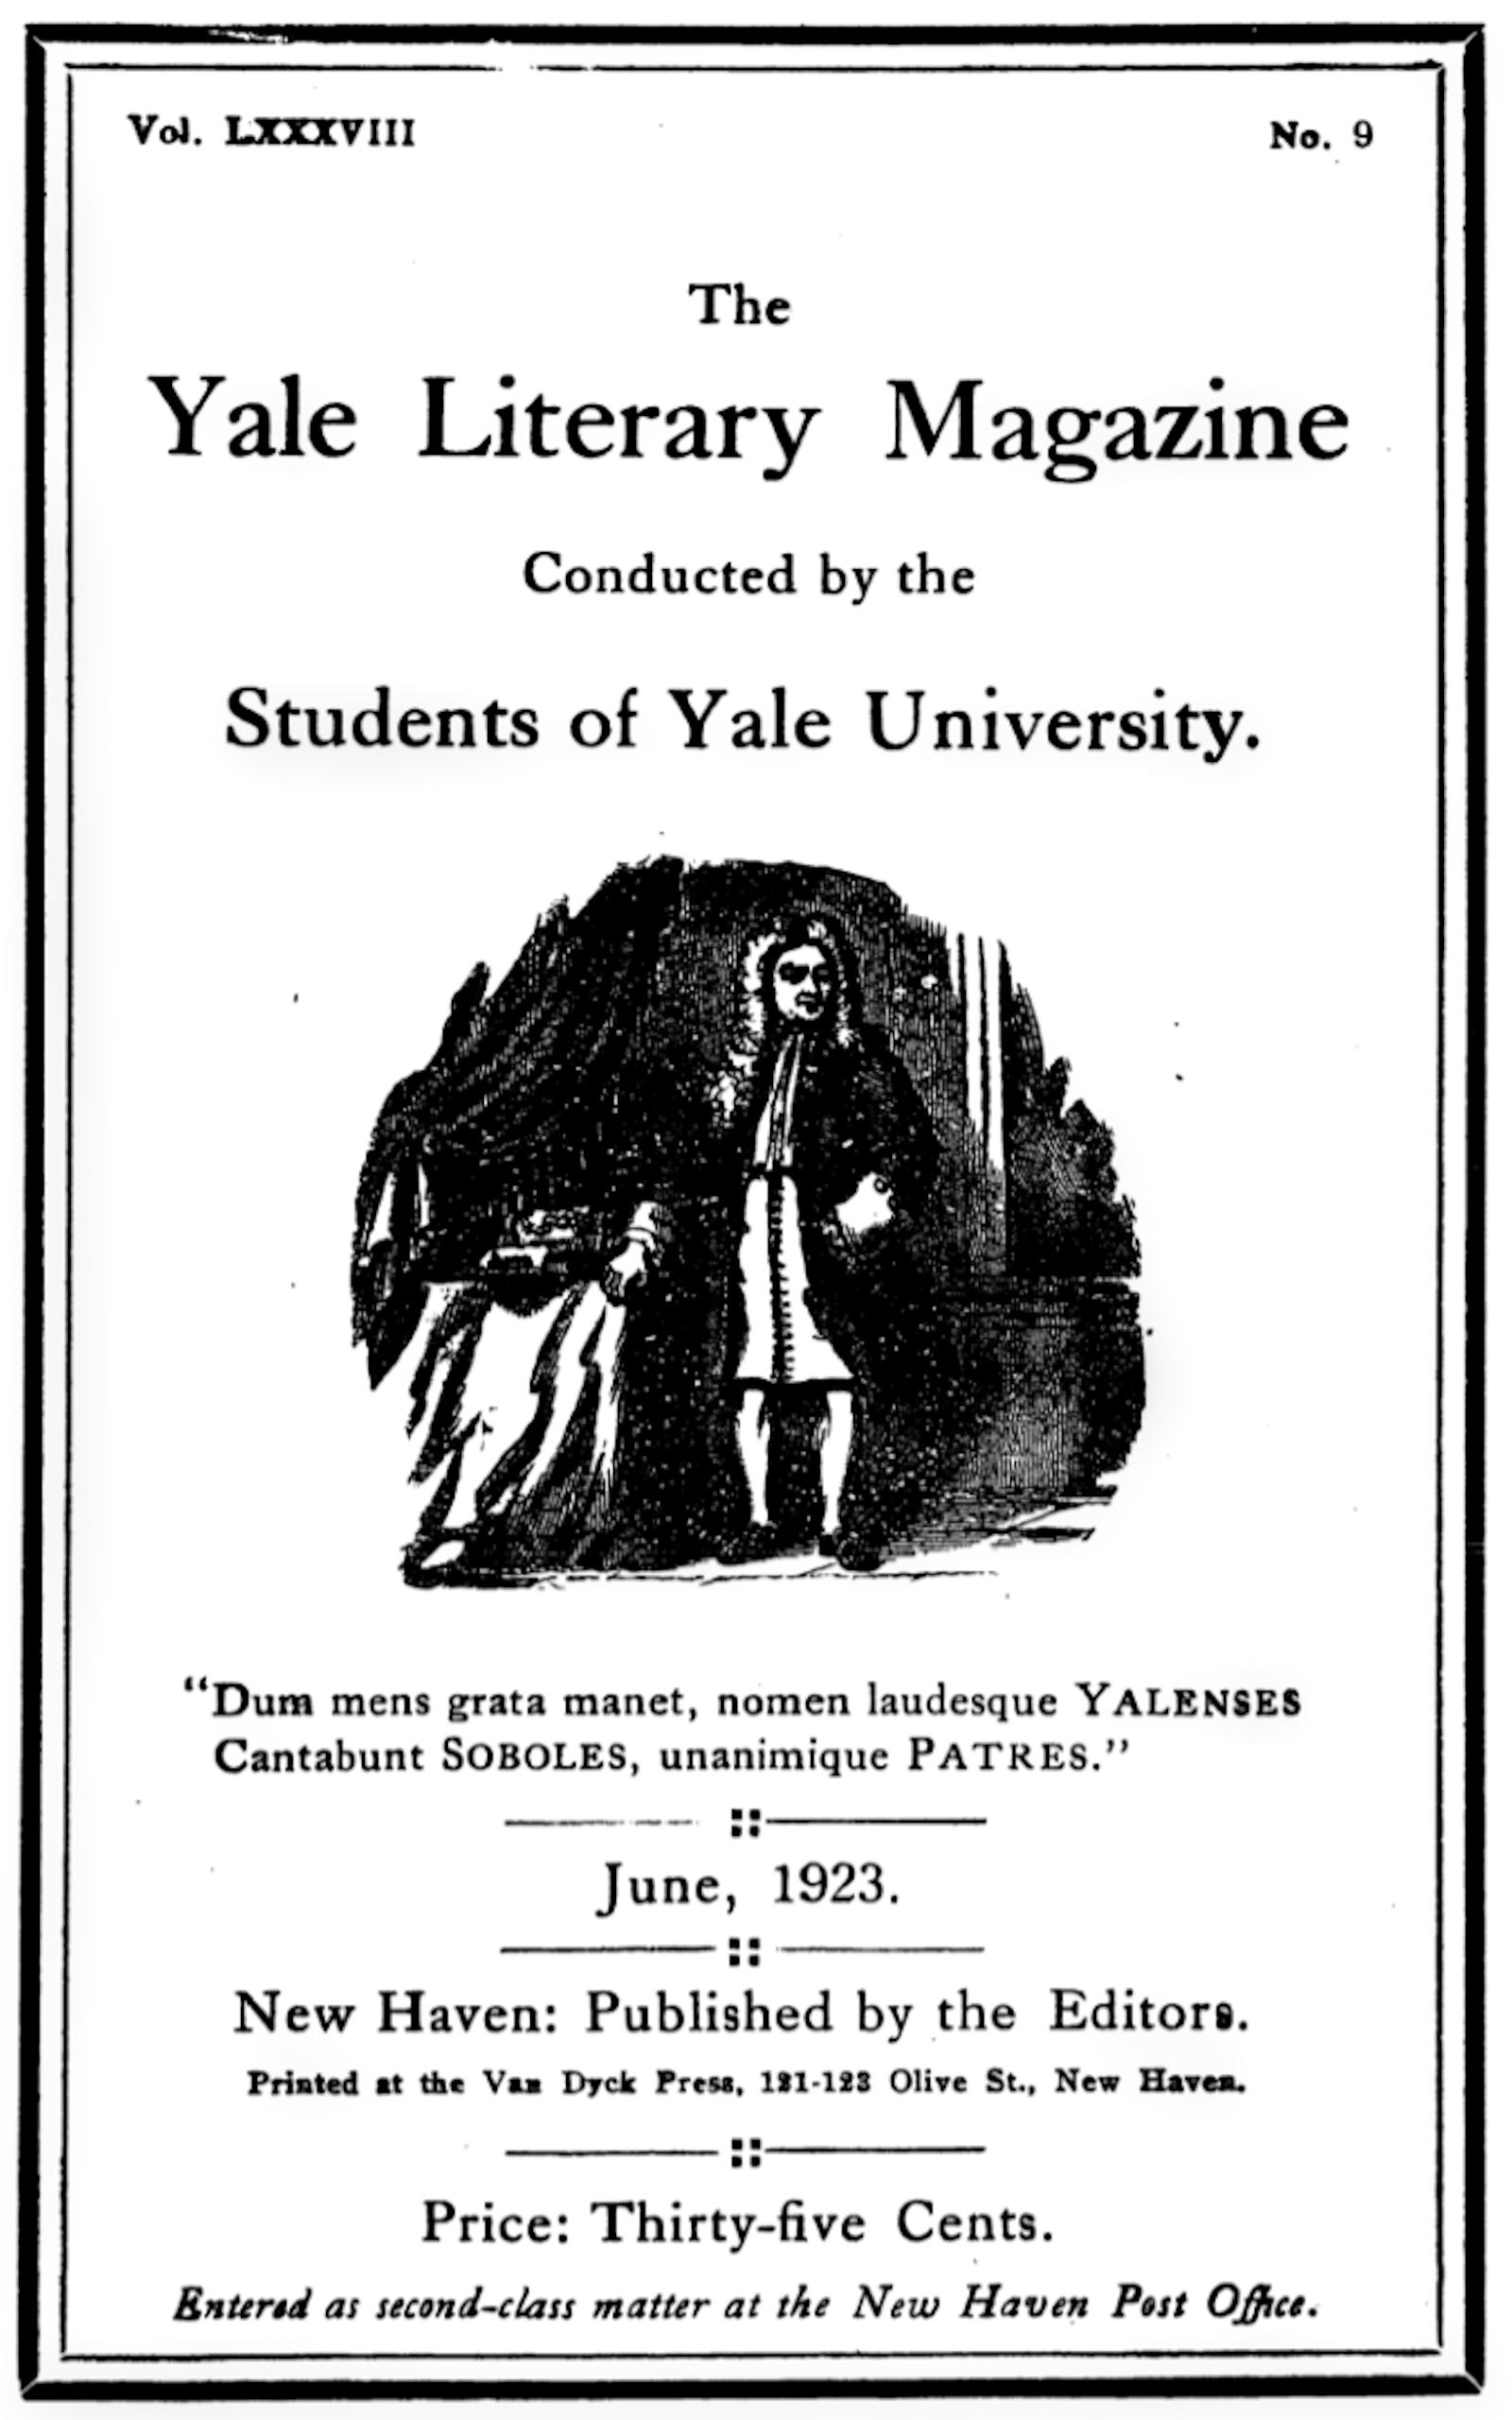 Vol. LXXXVIII No. 9
The
Yale Literary Magazine
Conducted by the
Students of Yale University.
“Dum mens grata manet, nomen laudesque YALENSES
Cantabunt SOBOLES, unanimique PATRES.”
June, 1923.
New Haven: Published by the Editors.
Printed at the Van Dyck Press, 121-123 Olive St., New Haven.
Price: Thirty-five Cents.
Entered as second-class matter at the New Haven Post Office.